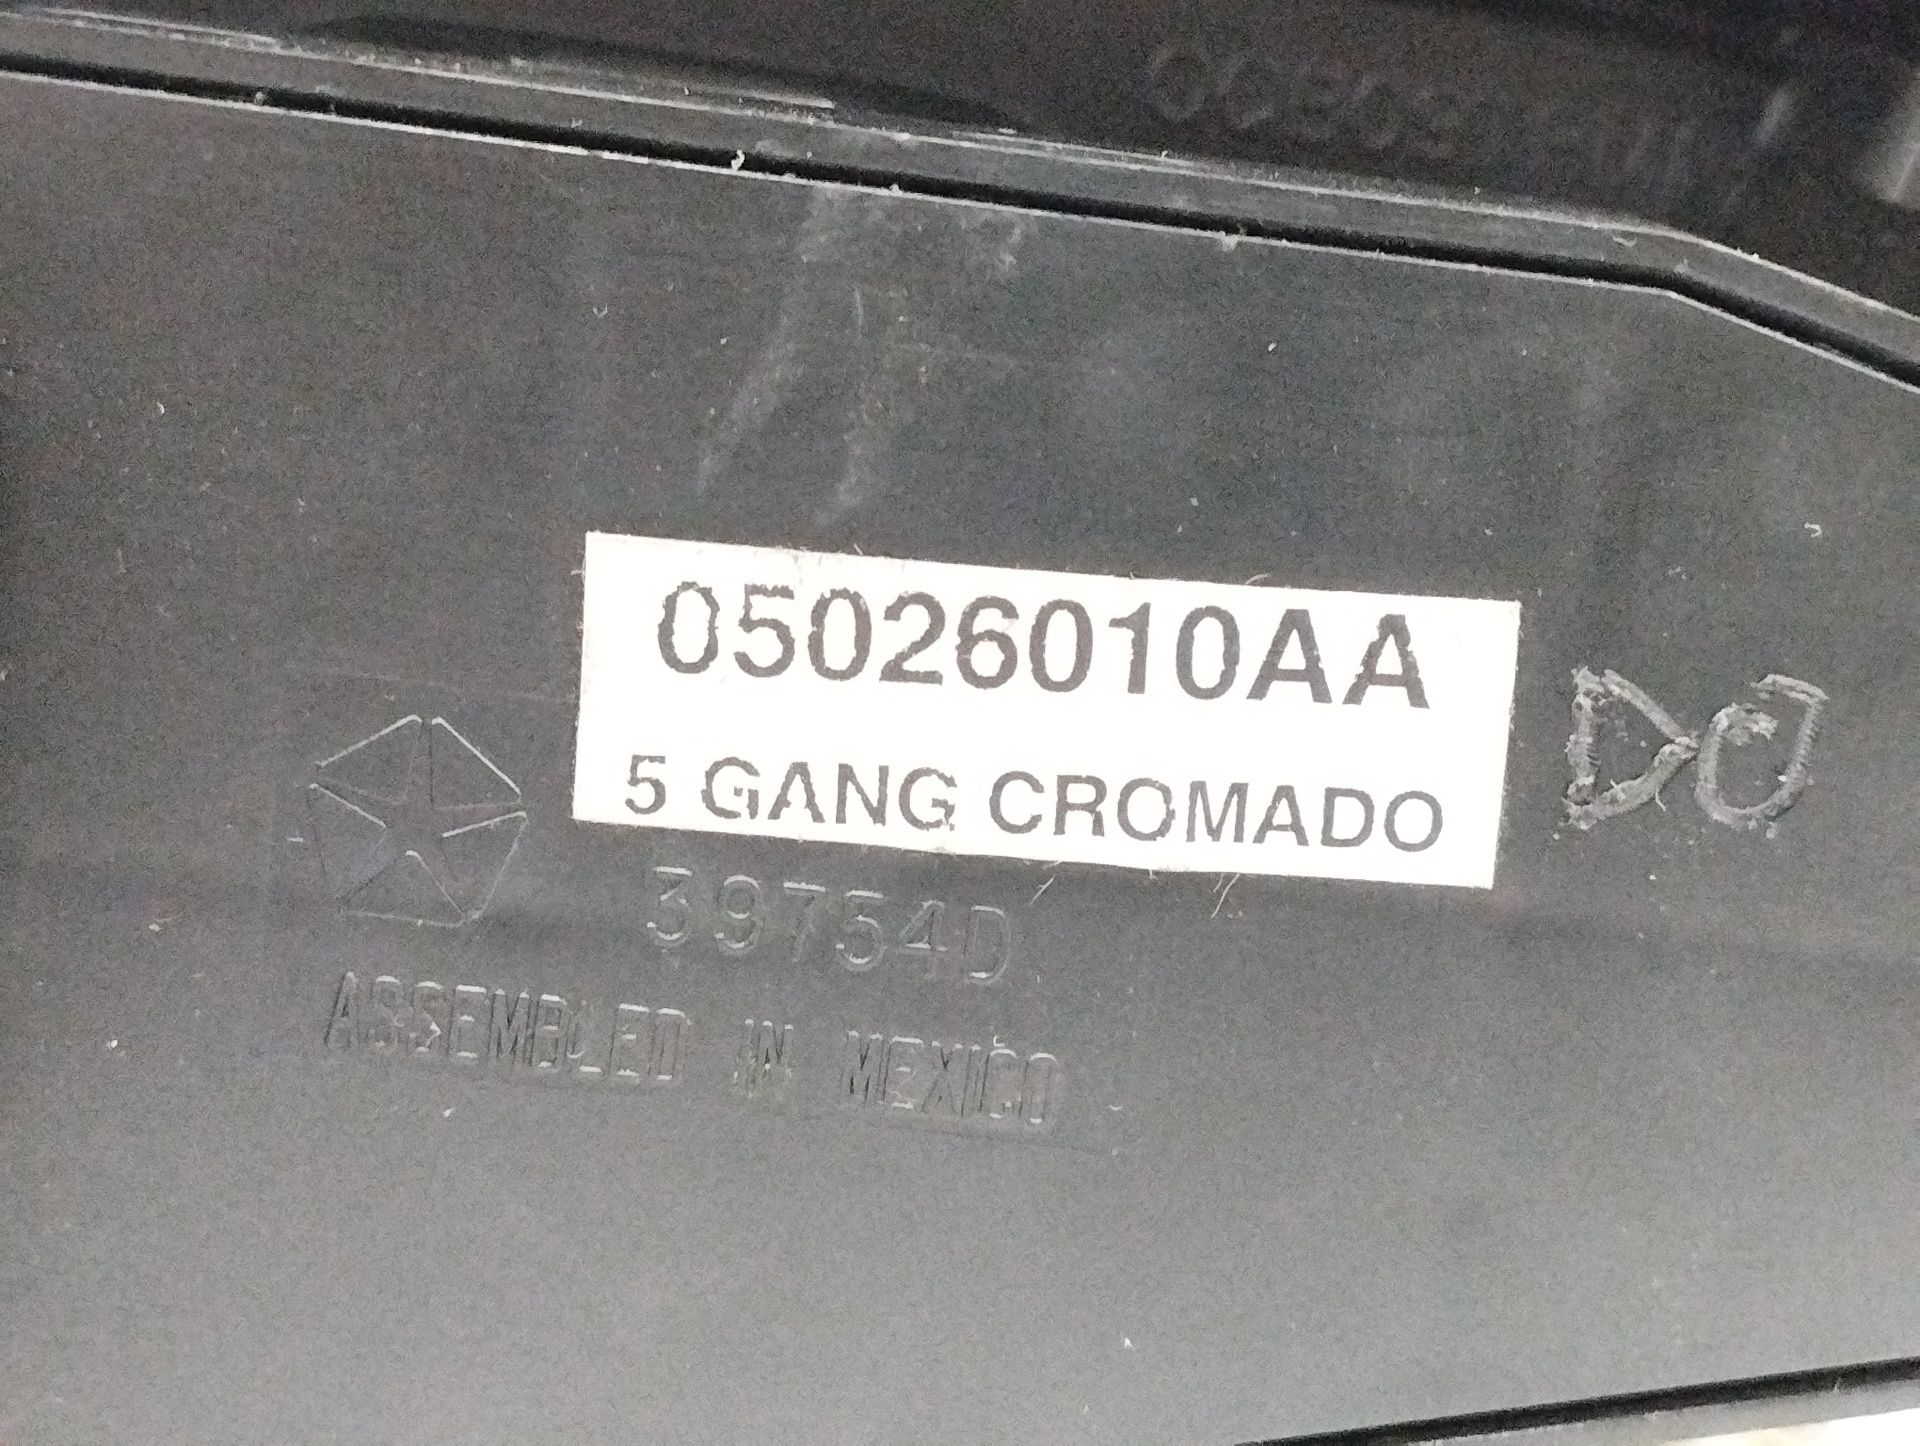 05026010AA
5 GANG CROMADO
39754D
ASSEMBLED IN MEXICO